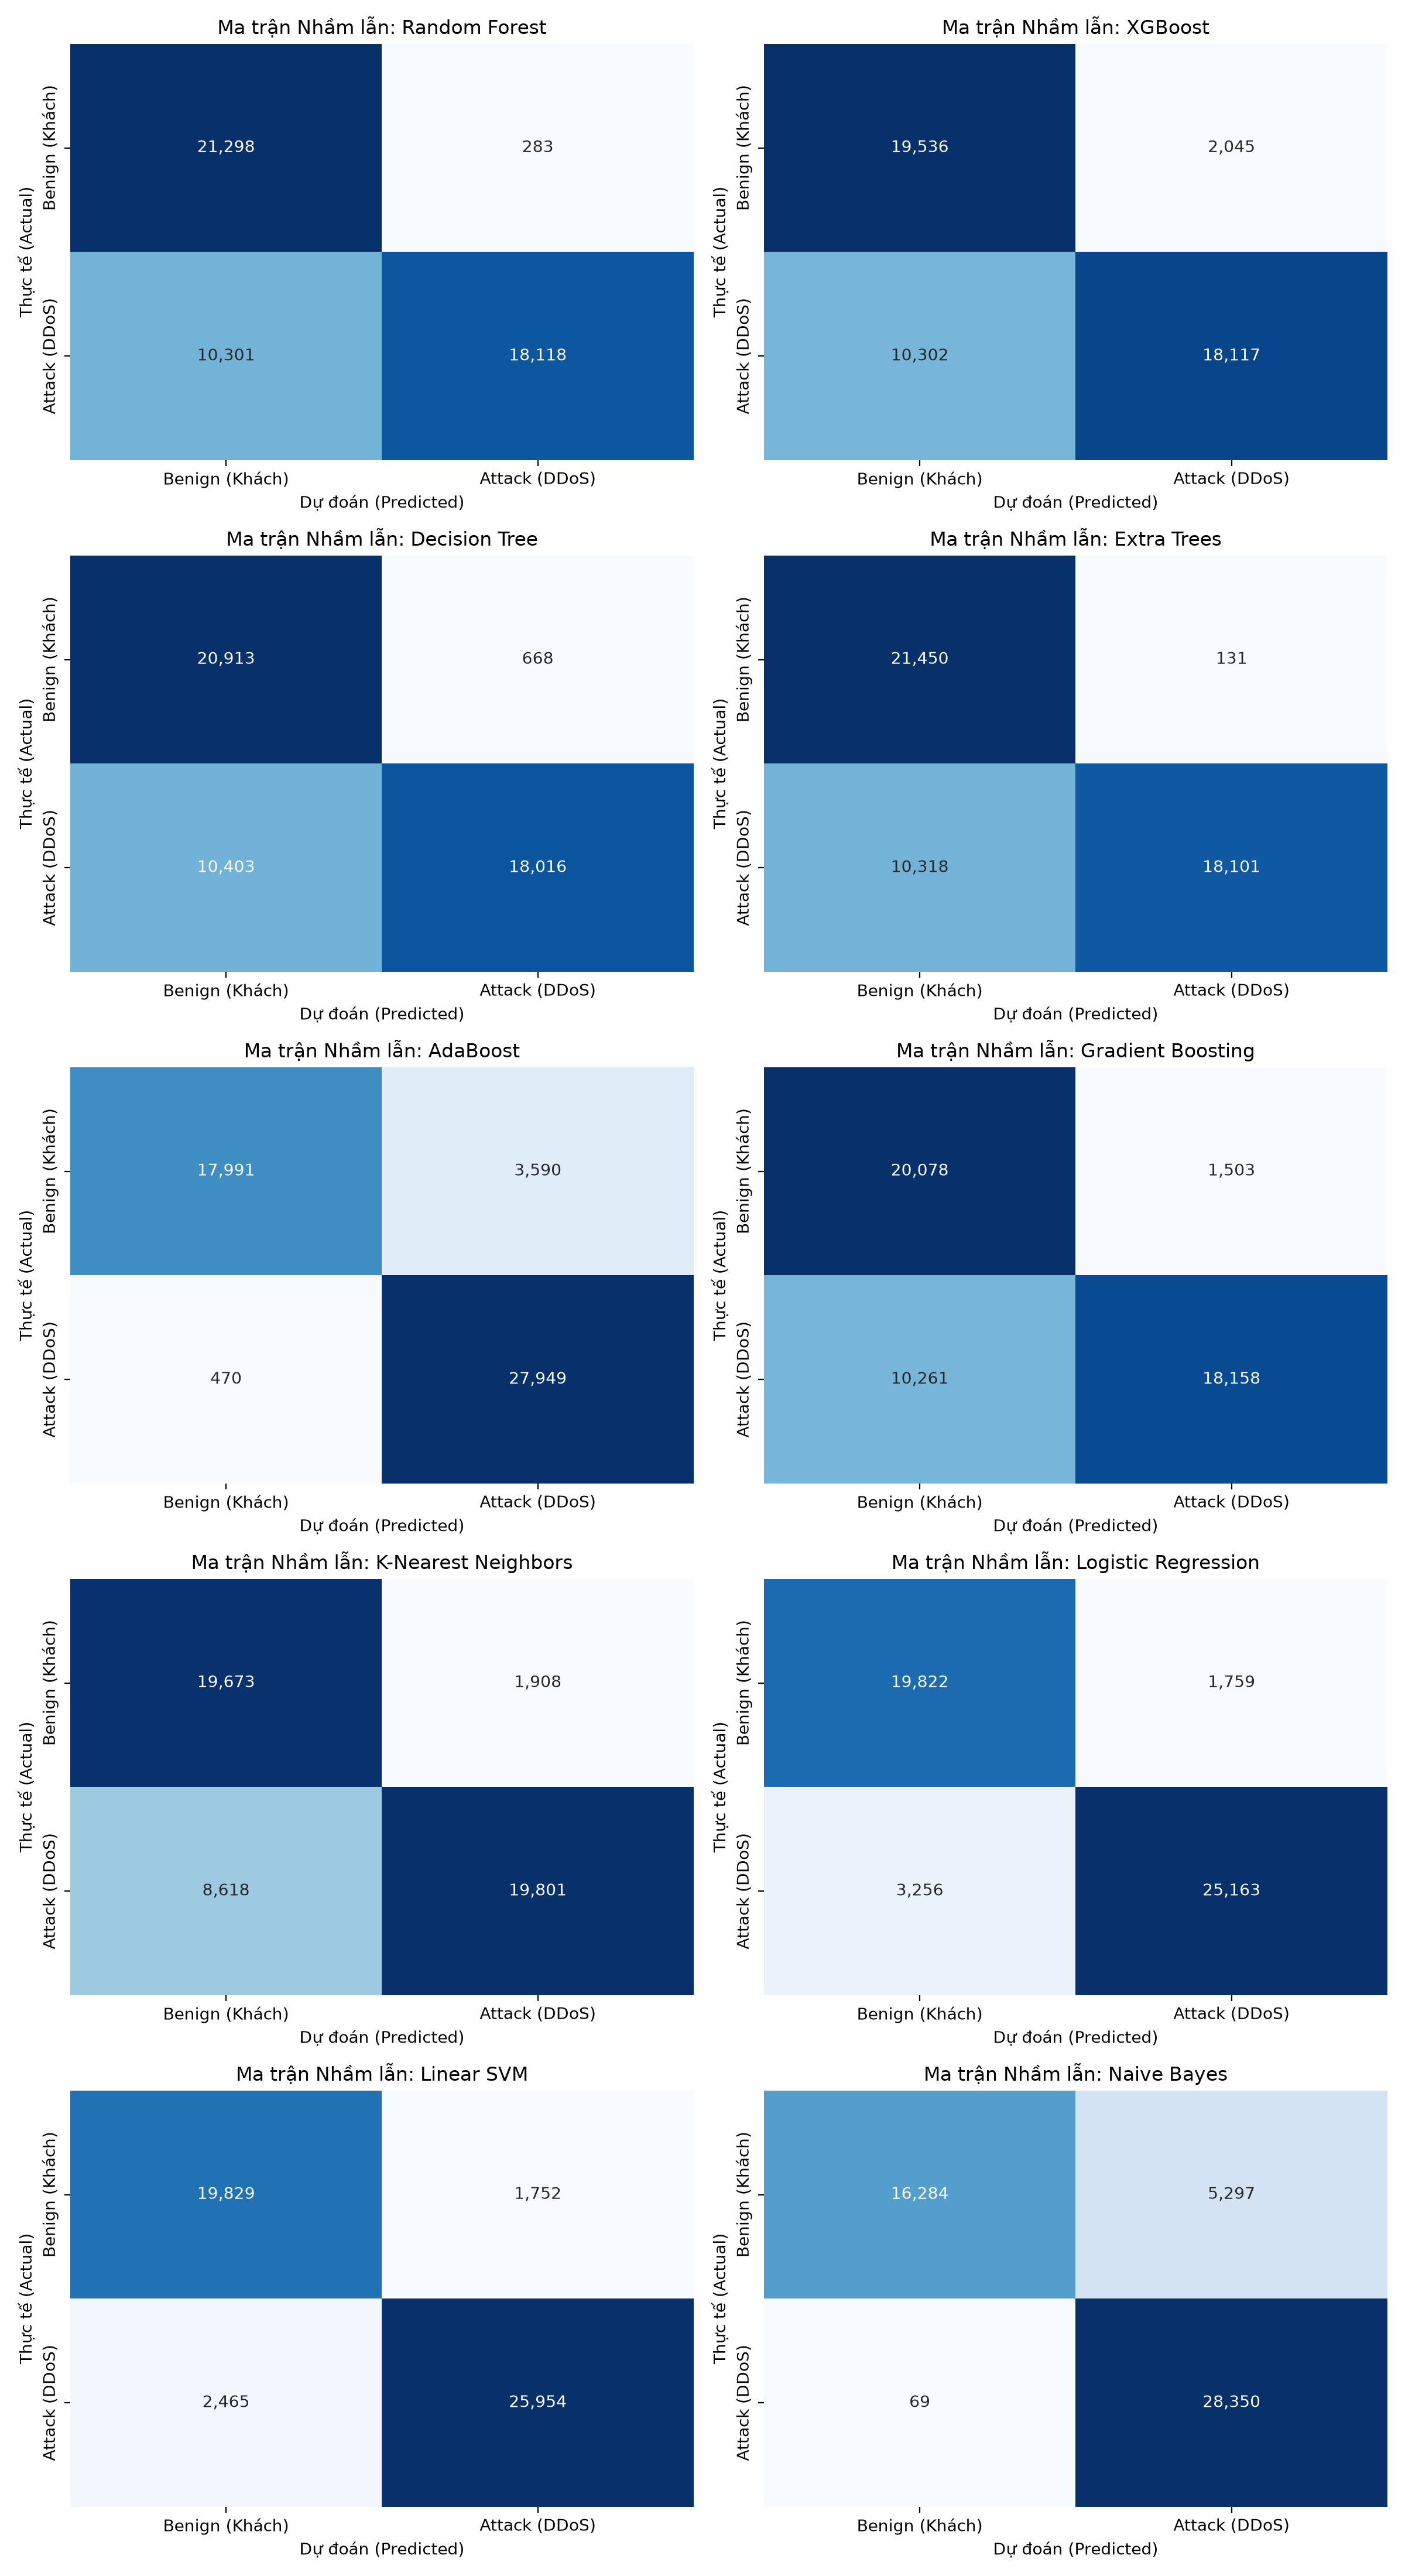 Ma trận Nhầm lẫn: Random Forest
Thực tế (Actual)
Benign (Khách)
21,298 283
Attack (DDoS)
10,301 18,118
Benign (Khách) Attack (DDoS)
Dự đoán (Predicted)
Ma trận Nhầm lẫn: XGBoost
Thực tế (Actual)
Benign (Khách)
19,536 2,045
Attack (DDoS)
10,302 18,117
Benign (Khách) Attack (DDoS)
Dự đoán (Predicted)
Ma trận Nhầm lẫn: Decision Tree
Thực tế (Actual)
Benign (Khách)
20,913 668
Attack (DDoS)
10,403 18,016
Benign (Khách) Attack (DDoS)
Dự đoán (Predicted)
Ma trận Nhầm lẫn: Extra Trees
Thực tế (Actual)
Benign (Khách)
21,450 131
Attack (DDoS)
10,318 18,101
Benign (Khách) Attack (DDoS)
Dự đoán (Predicted)
Ma trận Nhầm lẫn: AdaBoost
Thực tế (Actual)
Benign (Khách)
17,991 3,590
Attack (DDoS)
470 27,949
Benign (Khách) Attack (DDoS)
Dự đoán (Predicted)
Ma trận Nhầm lẫn: Gradient Boosting
Thực tế (Actual)
Benign (Khách)
20,078 1,503
Attack (DDoS)
10,261 18,158
Benign (Khách) Attack (DDoS)
Dự đoán (Predicted)
Ma trận Nhầm lẫn: K-Nearest Neighbors
Thực tế (Actual)
Benign (Khách)
19,673 1,908
Attack (DDoS)
8,618 19,801
Benign (Khách) Attack (DDoS)
Dự đoán (Predicted)
Ma trận Nhầm lẫn: Logistic Regression
Thực tế (Actual)
Benign (Khách)
19,822 1,759
Attack (DDoS)
3,256 25,163
Benign (Khách) Attack (DDoS)
Dự đoán (Predicted)
Ma trận Nhầm lẫn: Linear SVM
Thực tế (Actual)
Benign (Khách)
19,829 1,752
Attack (DDoS)
2,465 25,954
Benign (Khách) Attack (DDoS)
Dự đoán (Predicted)
Ma trận Nhầm lẫn: Naive Bayes
Thực tế (Actual)
Benign (Khách)
16,284 5,297
Attack (DDoS)
69 28,350
Benign (Khách) Attack (DDoS)
Dự đoán (Predicted)